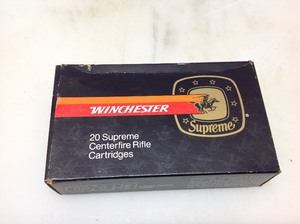 WINCHESTER
Supreme
20 Supreme
Centerfire Rifle
Cartridges